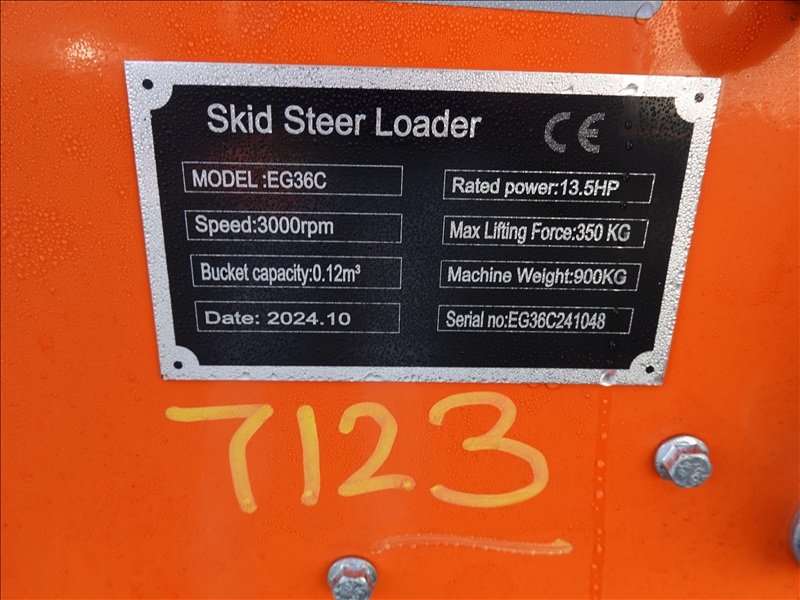 Skid Steer Loader CE
MODEL :EG36C
Rated power:13.5HP
Speed:3000rpm
Max Lifting Force:350 KG
Bucket capacity:0.12m³
Machine Weight:900KG
Date: 2024.10
Serial no:EG36C241048
7123